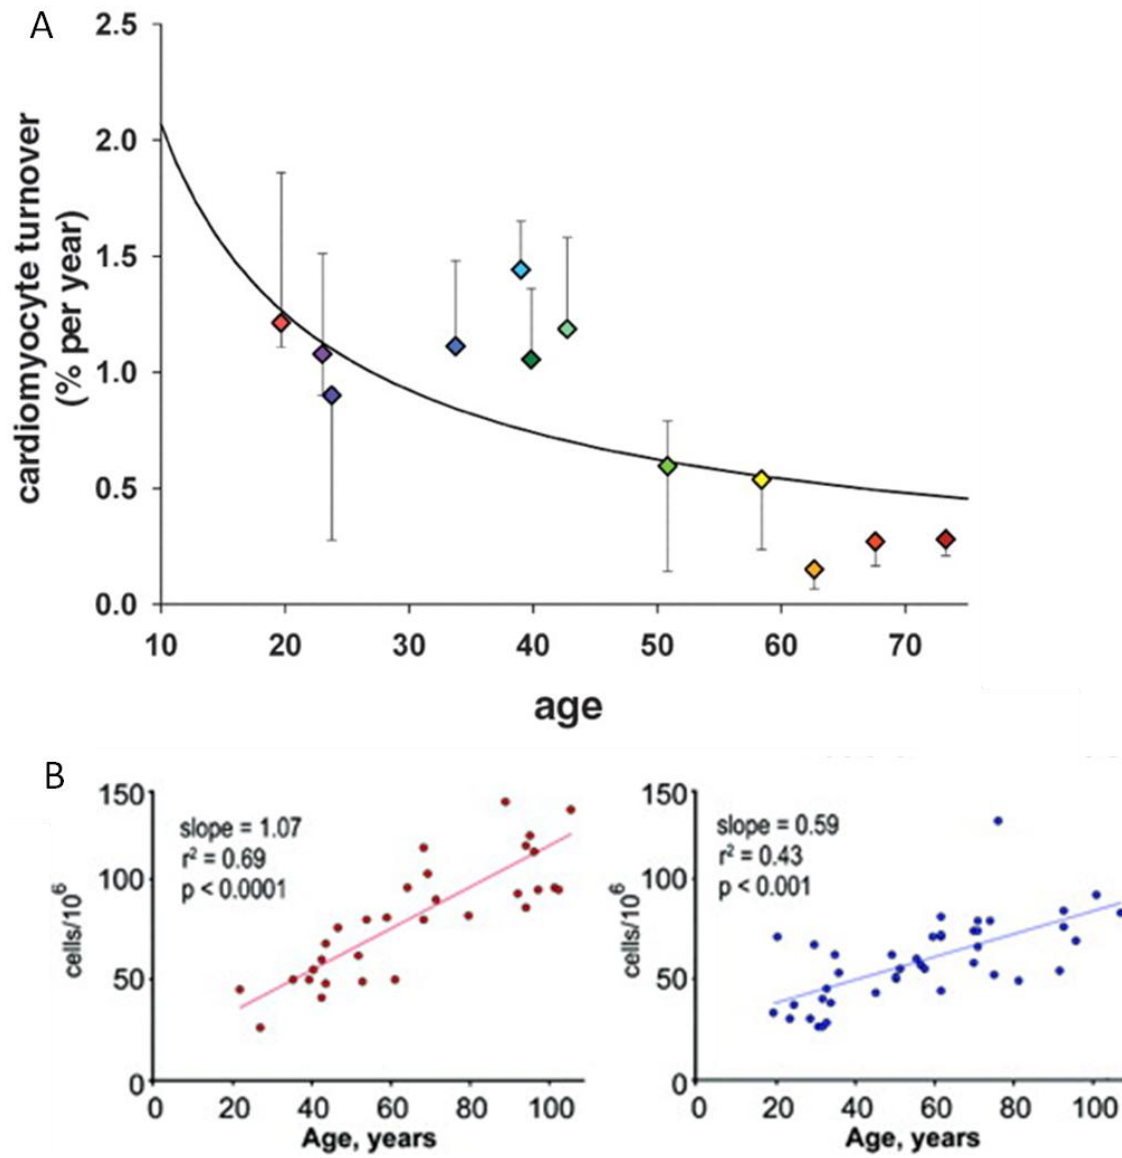 A
cardiomyocyte turnover
(% per year)
2.5
2.0
1.5
1.0
0.5
0.0
10 20 30 40 50 60 70
age
B
cells/10⁶
150
100
50
0
slope = 1.07
r² = 0.69
p < 0.0001
0 20 40 60 80 100
Age, years
cells/10⁶
150
100
50
0
slope = 0.59
r² = 0.43
p < 0.001
0 20 40 60 80 100
Age, years